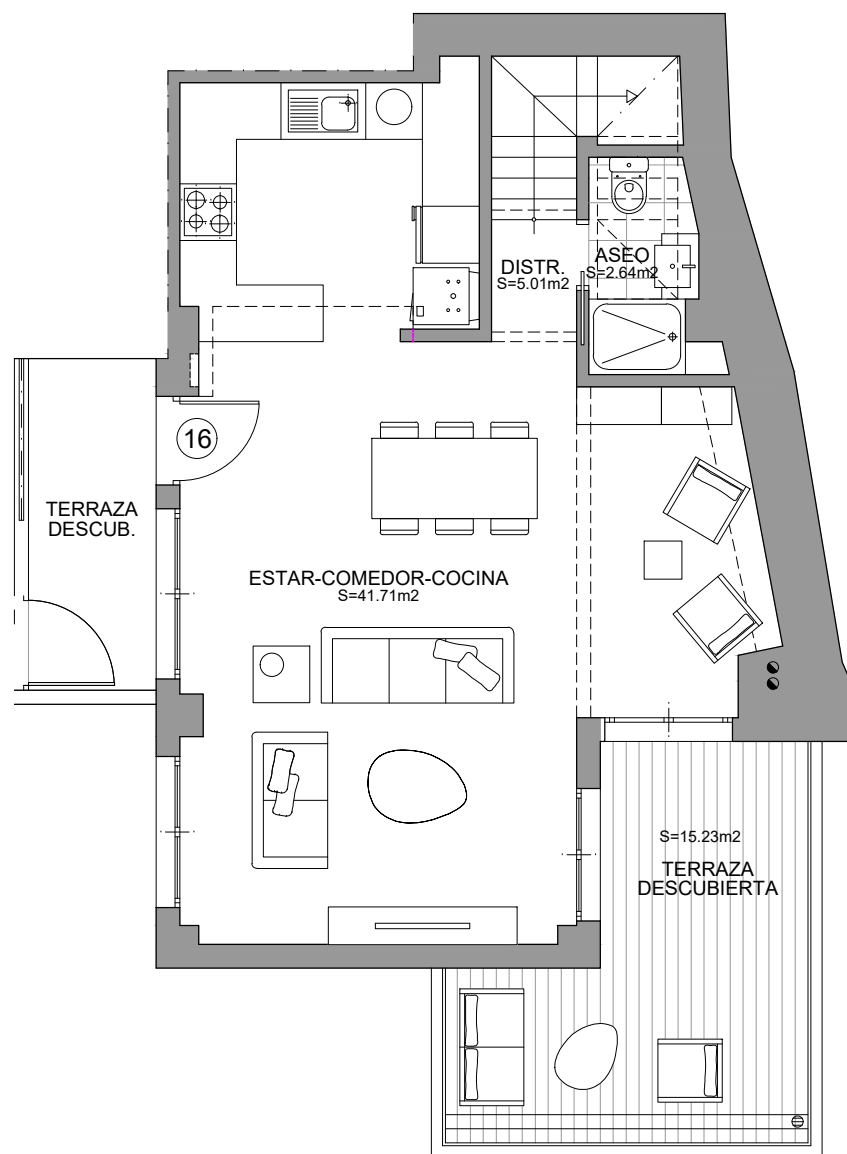 DISTR.
S=5.01m2
ASEO
S=2.64m2
16
TERRAZA
DESCUB.
ESTAR-COMEDOR-COCINA
S=41.71m2
S=15.23m2
TERRAZA
DESCUBIERTA